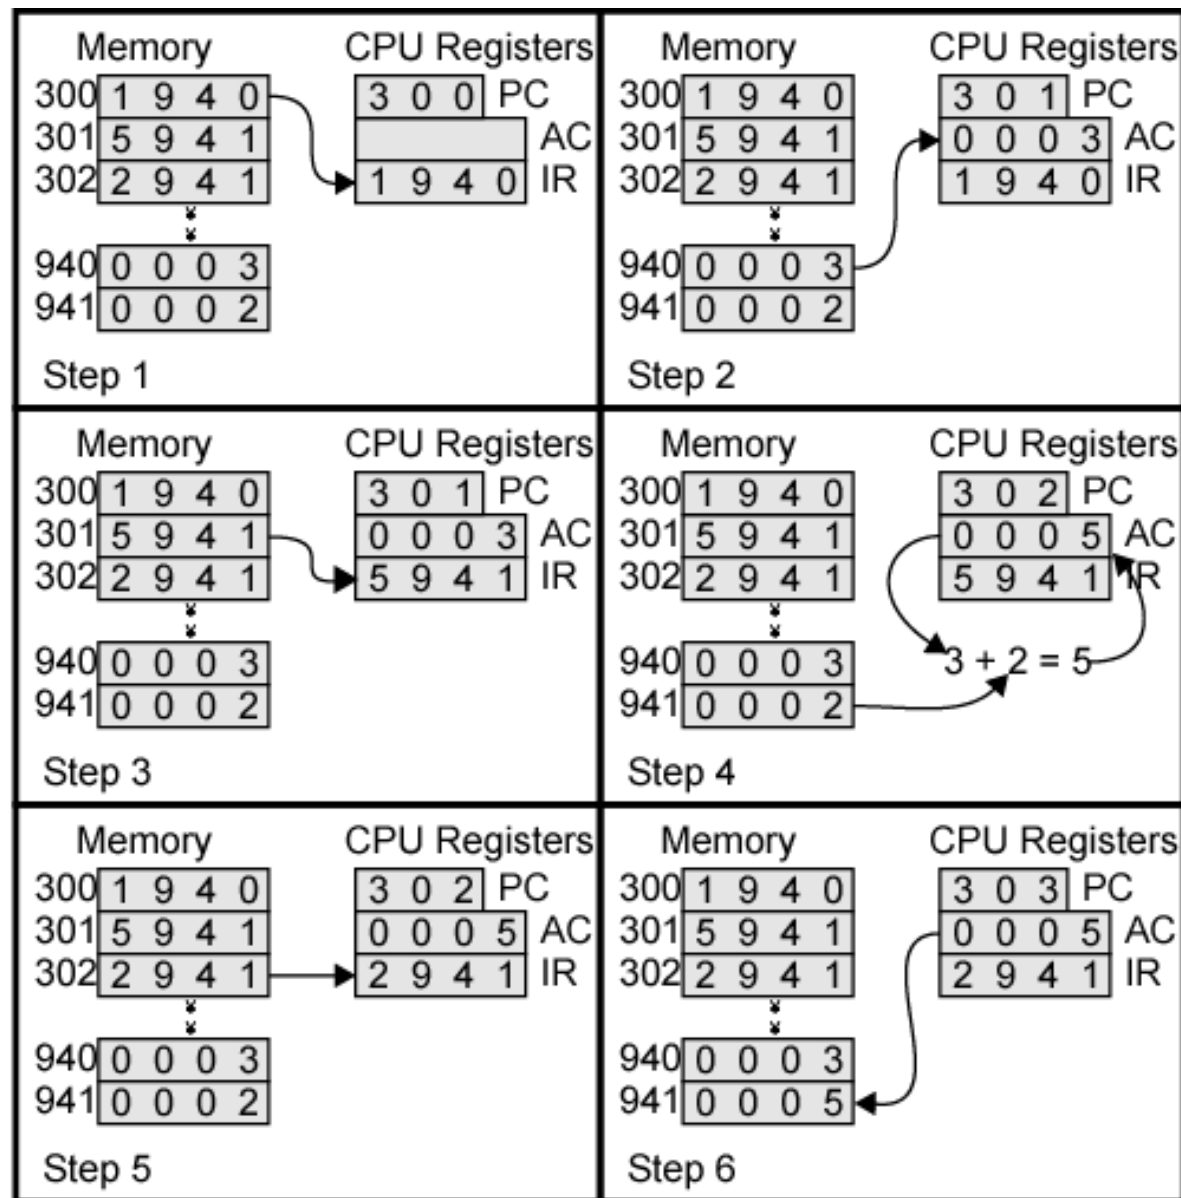 Memory CPU Registers
300 1 9 4 0 3 0 0 PC
301 5 9 4 1 AC
302 2 9 4 1 1 9 4 0 IR
940 0 0 0 3
941 0 0 0 2
Step 1
Memory CPU Registers
300 1 9 4 0 3 0 1 PC
301 5 9 4 1 0 0 0 3 AC
302 2 9 4 1 1 9 4 0 IR
940 0 0 0 3
941 0 0 0 2
Step 2
Memory CPU Registers
300 1 9 4 0 3 0 1 PC
301 5 9 4 1 0 0 0 3 AC
302 2 9 4 1 5 9 4 1 IR
940 0 0 0 3
941 0 0 0 2
Step 3
Memory CPU Registers
300 1 9 4 0 3 0 2 PC
301 5 9 4 1 0 0 0 5 AC
302 2 9 4 1 5 9 4 1 IR
940 0 0 0 3 3 + 2 = 5
941 0 0 0 2
Step 4
Memory CPU Registers
300 1 9 4 0 3 0 2 PC
301 5 9 4 1 0 0 0 5 AC
302 2 9 4 1 2 9 4 1 IR
940 0 0 0 3
941 0 0 0 2
Step 5
Memory CPU Registers
300 1 9 4 0 3 0 3 PC
301 5 9 4 1 0 0 0 5 AC
302 2 9 4 1 2 9 4 1 IR
940 0 0 0 3
941 0 0 0 5
Step 6